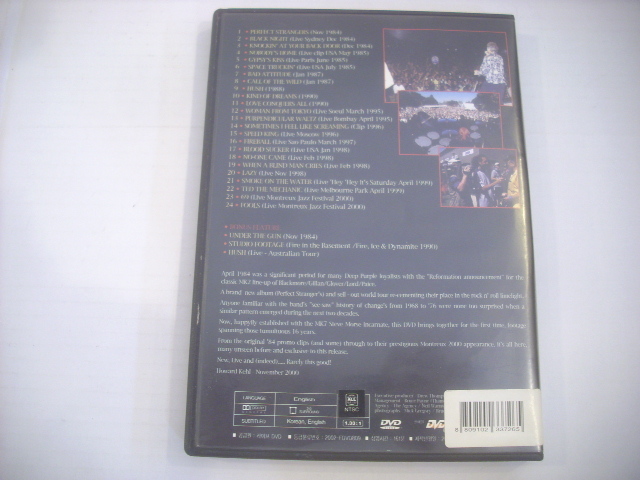 1 • PERFECT STRANGERS (Nov 1984)
2 • BLACK NIGHT (Live Sydney Dec 1984)
3 • KNOCKIN' AT YOUR BACK DOOR (Dec 1984)
4 • NOBODY'S HOME (Live clip USA May 1985)
5 • GYPSY'S KISS (Live Paris June 1985)
6 • SPACE TRUCKIN' (Live USA July 1985)
7 • BAD ATTITUDE (Jan 1987)
8 • CALL OF THE WILD (Jan 1987)
9 • HUSH (1988)
10 • KIND OF DREAMS (1990)
11 • LOVE CONQUERS ALL (1990)
12 • WOMAN FROM TOKYO (Live Seoul March 1995)
13 • PURPENDICULAR WALTZ (Live Bombay April 1995)
14 • SOMETIMES I FEEL LIKE SCREAMING (Clip 1996)
15 • SPEED KING (Live Moscow 1996)
16 • FIREBALL (Live Sao Paulo March 1997)
17 • BLOOD SUCKER (Live USA Jan 1998)
18 • NO ONE CAME (Live Feb 1998)
19 • WHEN A BLIND MAN CRIES (Live Feb 1998)
20 • LAZY (Live Nov 1998)
21 • SMOKE ON THE WATER (Live 'Hey 'Hey It's Saturday April 1999)
22 • TED THE MECHANIC (Live Melbourne Park April 1999)
23 • 69 (Live Montreux Jazz Festival 2000)
24 • FOOLS (Live Montreux Jazz Festival 2000)
• BONUS FEATURE
• UNDER THE GUN (Nov 1984)
• STUDIO FOOTAGE (Fire in the Basement /Fire, Ice & Dynamite 1990)
• HUSH (Live - Australian Tour)
April 1984 was a significant period for many Deep Purple loyalists with the "Reformation announcement" for the
classic MK2 line-up of Blackmore/Gillan/Glover/Lord/Paice.
A brand new album (Perfect Stranger's) and sell- out world tour re-cementing their place in the rock n' roll limelight.
Anyone familiar with the band's "see saw" history of change's from 1968 to '76 were none too surprised when a
similar pattern emerged during the next two decades.
Now, happyily established with the MK7 Steve Morse Incarnate, this DVD brings together for the first time, footage
spanning those tumultuous 16 years.
From the original '84 promo clips (and some) through to their prestigious Montreux 2000 appearance. It's all here,
many unseen before and exclusive to this release.
New, Live and (indeed)..... Rarely this good!!
November 2000
LANGUAGE English
SUBTITLES Korean, English
ALL
NTSC
1.33:1
DVD
8 809102